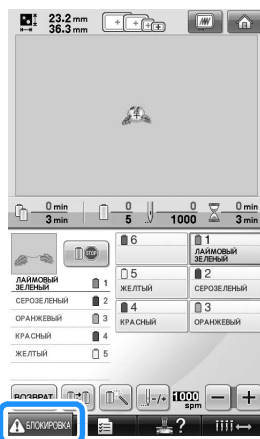 23.2 mm
36.3 mm
0 min
3 min
0
5
0
1000
0 min
3 min
6
1
ЛАЙМОВЫЙ
ЗЕЛЕНЫЙ
STOP
5
ЖЕЛТЫЙ
2
СЕРОЗЕЛЕНЫЙ
4
КРАСНЫЙ
3
ОРАНЖЕВЫЙ
ЛАЙМОВЫЙ
ЗЕЛЕНЫЙ
1
СЕРОЗЕЛЕНЫЙ 2
ОРАНЖЕВЫЙ 3
КРАСНЫЙ 4
ЖЕЛТЫЙ 5
ВОЗВРАТ
-/+
1000
spm
− +
БЛОКИРОВКА
?